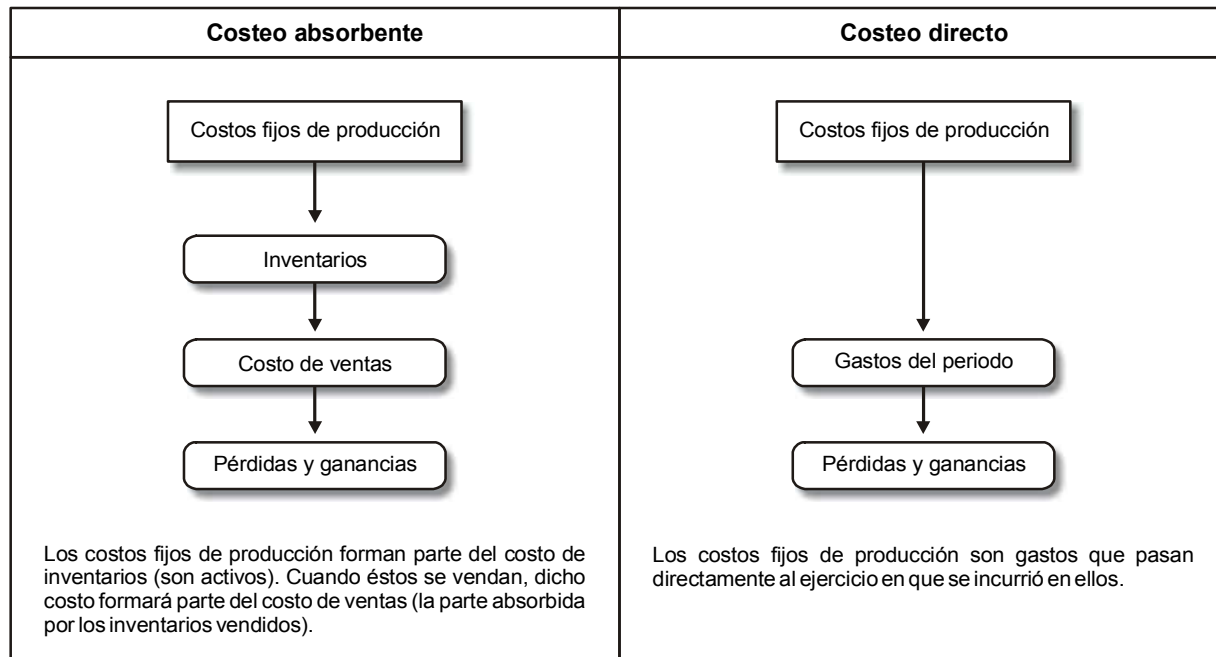 Costeo absorbente
Costos fijos de producción
Inventarios
Costo de ventas
Pérdidas y ganancias
Los costos fijos de producción forman parte del costo de
inventarios (son activos). Cuando éstos se vendan, dicho
costo formará parte del costo de ventas (la parte absorbida
por los inventarios vendidos).
Costeo directo
Costos fijos de producción
Gastos del periodo
Pérdidas y ganancias
Los costos fijos de producción son gastos que pasan
directamente al ejercicio en que se incurrió en ellos.